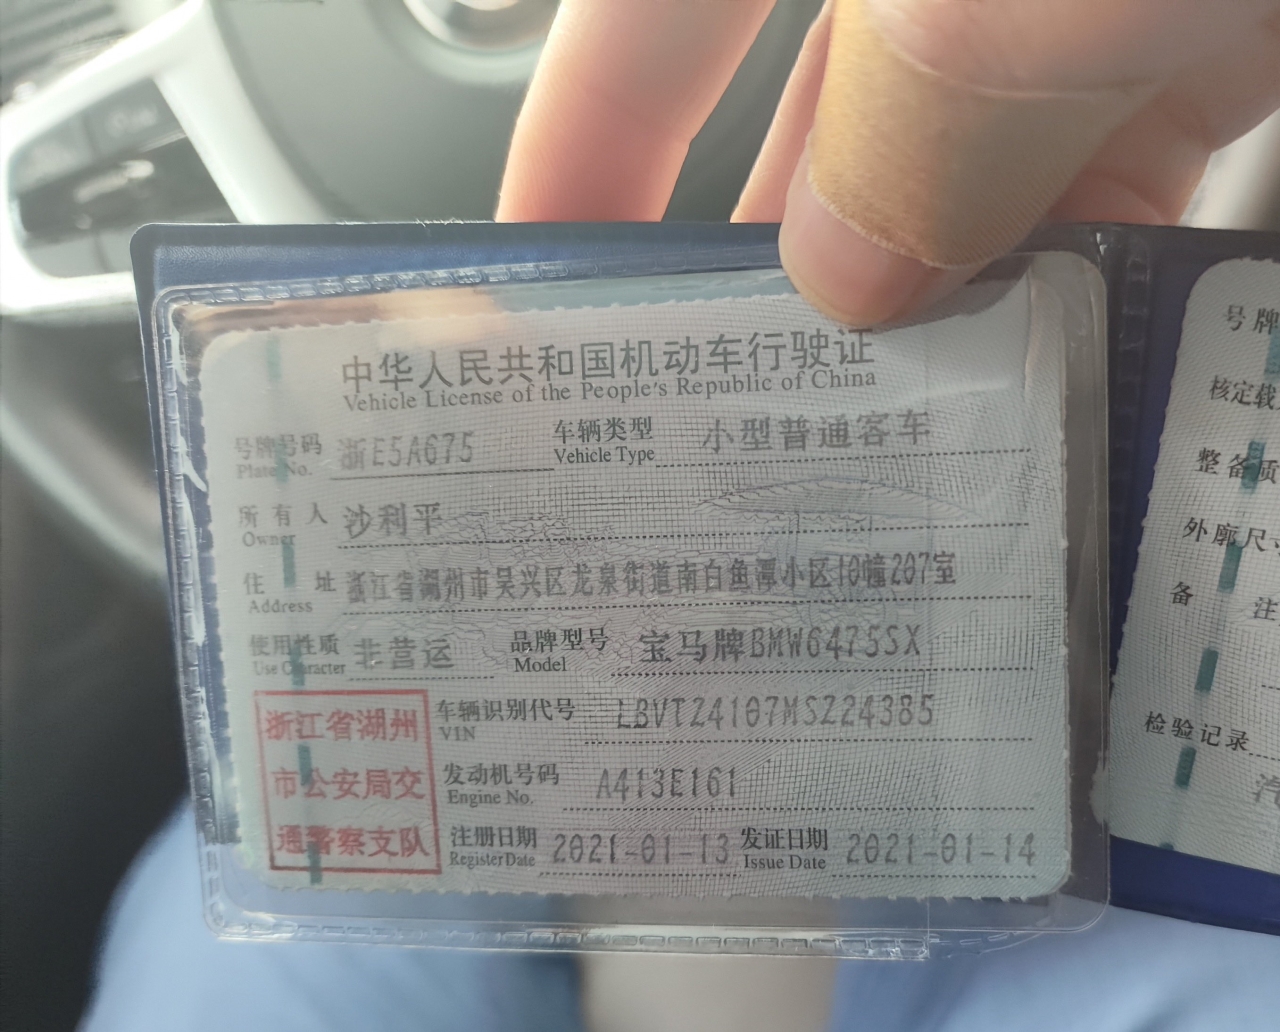 中华人民共和国机动车行驶证
Vehicle License of the People's Republic of China
号牌号码 浙E5A675 车辆类型 小型普通客车
Plate No. Vehicle Type
所有人 沙利平
Owner
住址 浙江省湖州市吴兴区龙泉街道南白鱼潭小区10幢207室
Address
使用性质 非营运 品牌型号 宝马牌BMW6475SX
Use Character Model
车辆识别代号 LBVTZ4107MSZ24385
VIN
发动机号码 A413E161
Engine No.
注册日期 2021-01-13 发证日期 2021-01-14
Register Date Issue Date
浙江省湖州
市公安局交
通警察支队
号牌
核定载
整备质
外廓尺
备注
检验记录